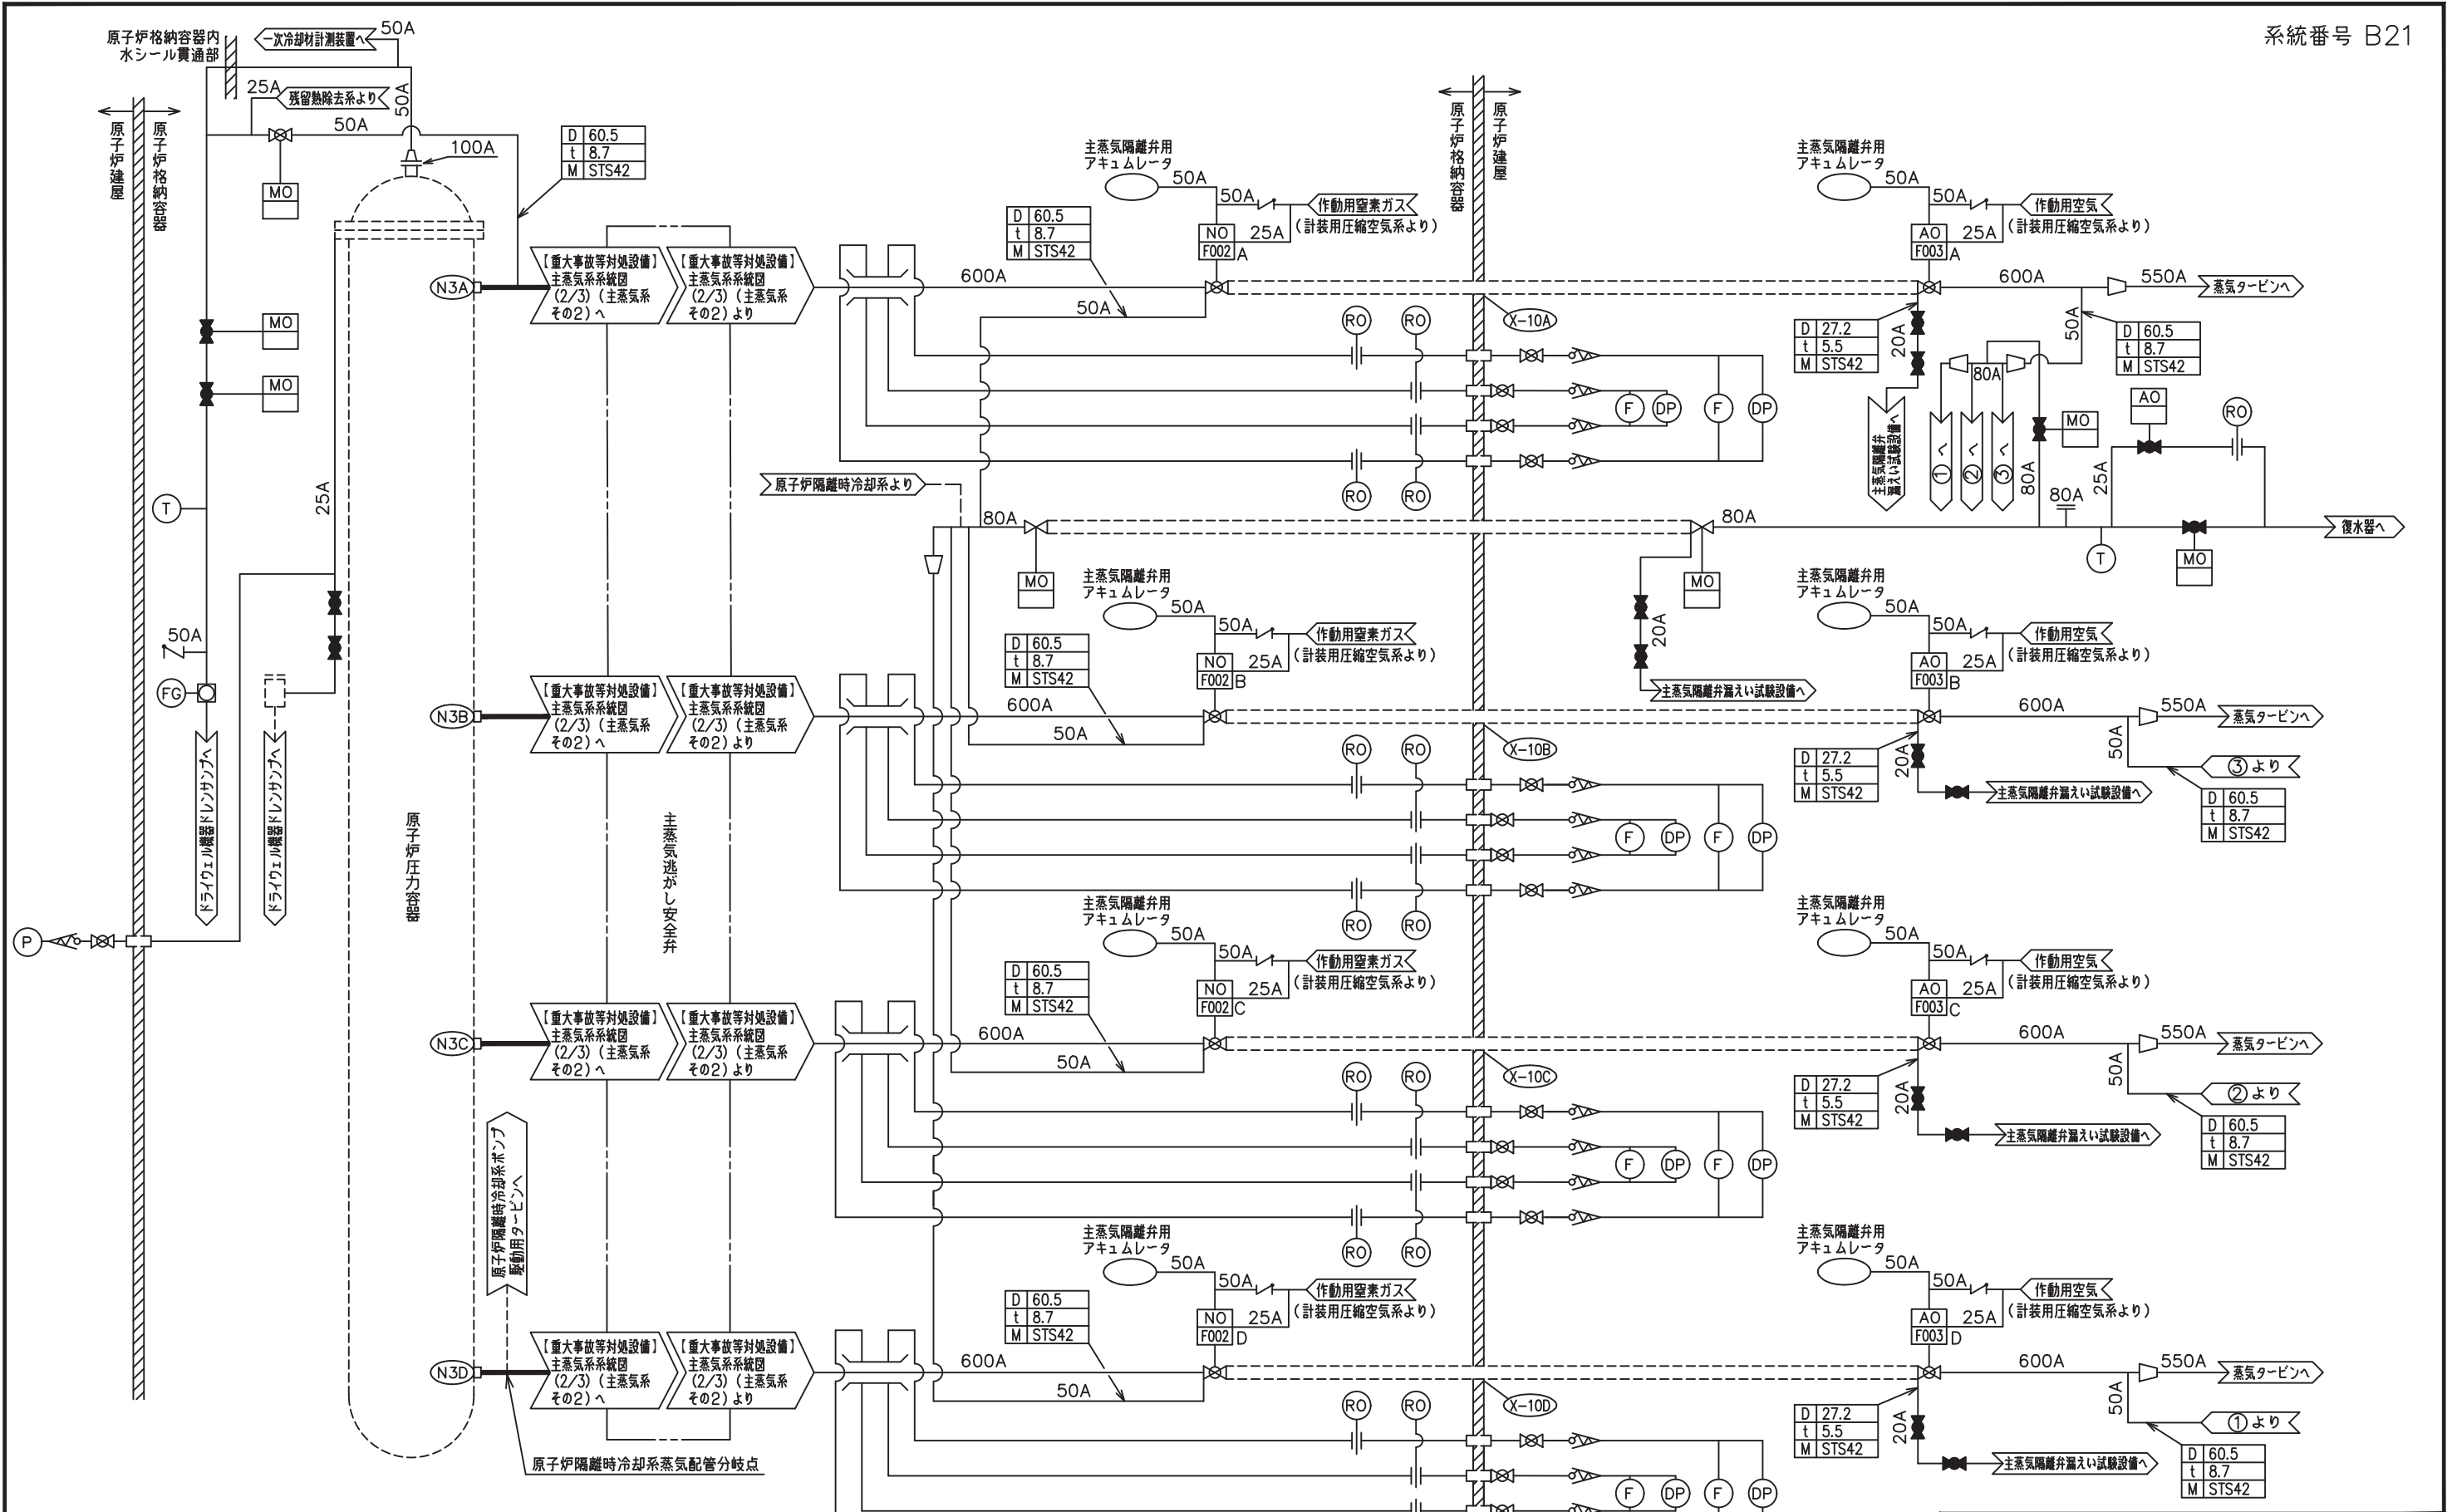 系統番号 B21
原子炉格納容器内
水シール貫通部
一次冷却材計測装置へ
50A
25A
残留熱除去系より
50A
50A
100A
MO
D 60.5
t 8.7
M STS42
原子炉建屋
原子炉格納容器
MO
MO
T
25A
50A
FG
ドライウェル機器ドレンサンプへ
ドライウェル機器ドレンサンプへ
P
原子炉圧力容器
主蒸気逃がし安全弁
原子炉隔離時冷却系ポンプ
駆動用タービンへ
原子炉隔離時冷却系蒸気配管分岐点
原子炉格納容器
原子炉建屋
N3A
【重大事故等対処設備】
主蒸気系系統図
(2/3)(主蒸気系
その2)へ
【重大事故等対処設備】
主蒸気系系統図
(2/3)(主蒸気系
その2)より
D 60.5
t 8.7
M STS42
600A
50A
主蒸気隔離弁用
アキュムレータ
50A
50A
作動用窒素ガス
(計装用圧縮空気系より)
NO
F002 A
25A
X-10A
RO
RO
RO
RO
F
DP
F
DP
主蒸気隔離弁用
アキュムレータ
50A
50A
作動用空気
(計装用圧縮空気系より)
AO
F003 A
25A
600A
550A
蒸気タービンへ
D 27.2
t 5.5
M STS42
20A
50A
D 60.5
t 8.7
M STS42
80A
主蒸気隔離弁
漏えい試験設備へ
①へ
②へ
③へ
80A
MO
AO
RO
25A
80A
原子炉隔離時冷却系より
80A
MO
80A
MO
T
MO
復水器へ
20A
主蒸気隔離弁漏えい試験設備へ
N3B
【重大事故等対処設備】
主蒸気系系統図
(2/3)(主蒸気系
その2)へ
【重大事故等対処設備】
主蒸気系系統図
(2/3)(主蒸気系
その2)より
D 60.5
t 8.7
M STS42
600A
50A
主蒸気隔離弁用
アキュムレータ
50A
50A
作動用窒素ガス
(計装用圧縮空気系より)
NO
F002 B
25A
X-10B
RO
RO
RO
RO
F
DP
F
DP
主蒸気隔離弁用
アキュムレータ
50A
50A
作動用空気
(計装用圧縮空気系より)
AO
F003 B
25A
600A
550A
蒸気タービンへ
D 27.2
t 5.5
M STS42
20A
主蒸気隔離弁漏えい試験設備へ
50A
③より
D 60.5
t 8.7
M STS42
N3C
【重大事故等対処設備】
主蒸気系系統図
(2/3)(主蒸気系
その2)へ
【重大事故等対処設備】
主蒸気系系統図
(2/3)(主蒸気系
その2)より
D 60.5
t 8.7
M STS42
600A
50A
主蒸気隔離弁用
アキュムレータ
50A
50A
作動用窒素ガス
(計装用圧縮空気系より)
NO
F002 C
25A
X-10C
RO
RO
RO
RO
F
DP
F
DP
主蒸気隔離弁用
アキュムレータ
50A
50A
作動用空気
(計装用圧縮空気系より)
AO
F003 C
25A
600A
550A
蒸気タービンへ
D 27.2
t 5.5
M STS42
20A
主蒸気隔離弁漏えい試験設備へ
50A
②より
D 60.5
t 8.7
M STS42
N3D
【重大事故等対処設備】
主蒸気系系統図
(2/3)(主蒸気系
その2)へ
【重大事故等対処設備】
主蒸気系系統図
(2/3)(主蒸気系
その2)より
D 60.5
t 8.7
M STS42
600A
50A
主蒸気隔離弁用
アキュムレータ
50A
50A
作動用窒素ガス
(計装用圧縮空気系より)
NO
F002 D
25A
X-10D
RO
RO
F
DP
F
DP
主蒸気隔離弁用
アキュムレータ
50A
50A
作動用空気
(計装用圧縮空気系より)
AO
F003 D
25A
600A
550A
蒸気タービンへ
D 27.2
t 5.5
M STS42
20A
主蒸気隔離弁漏えい試験設備へ
50A
①より
D 60.5
t 8.7
M STS42